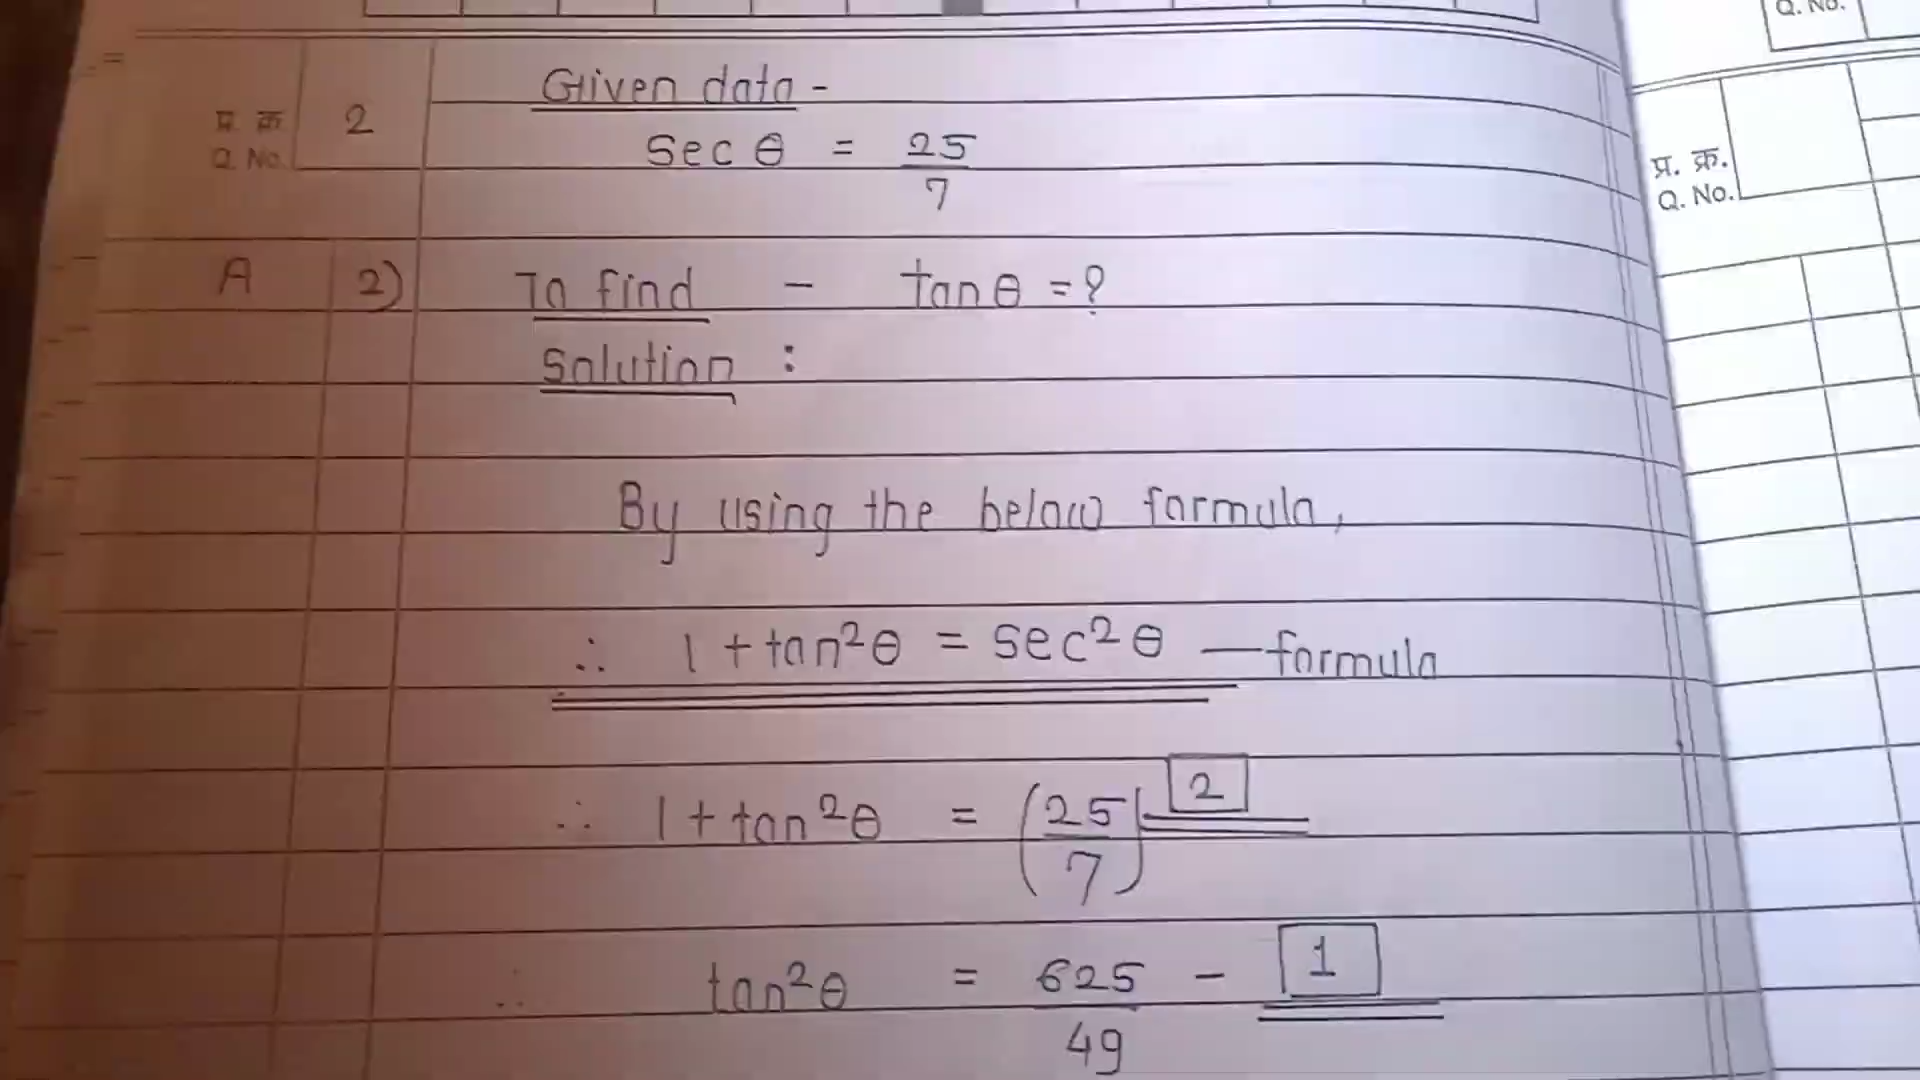 Q. No.
Given data -
प्र. क्र. 2
Q. No.
sec θ = 25/7
A 2) To find - tanθ = ?
Solution :
By using the below formula,
∴ 1 + tan²θ = sec²θ — formula
∴ 1 + tan²θ = (25/7)^2
∴ tan²θ = 625/49 - 1
प्र. क्र.
Q. No.